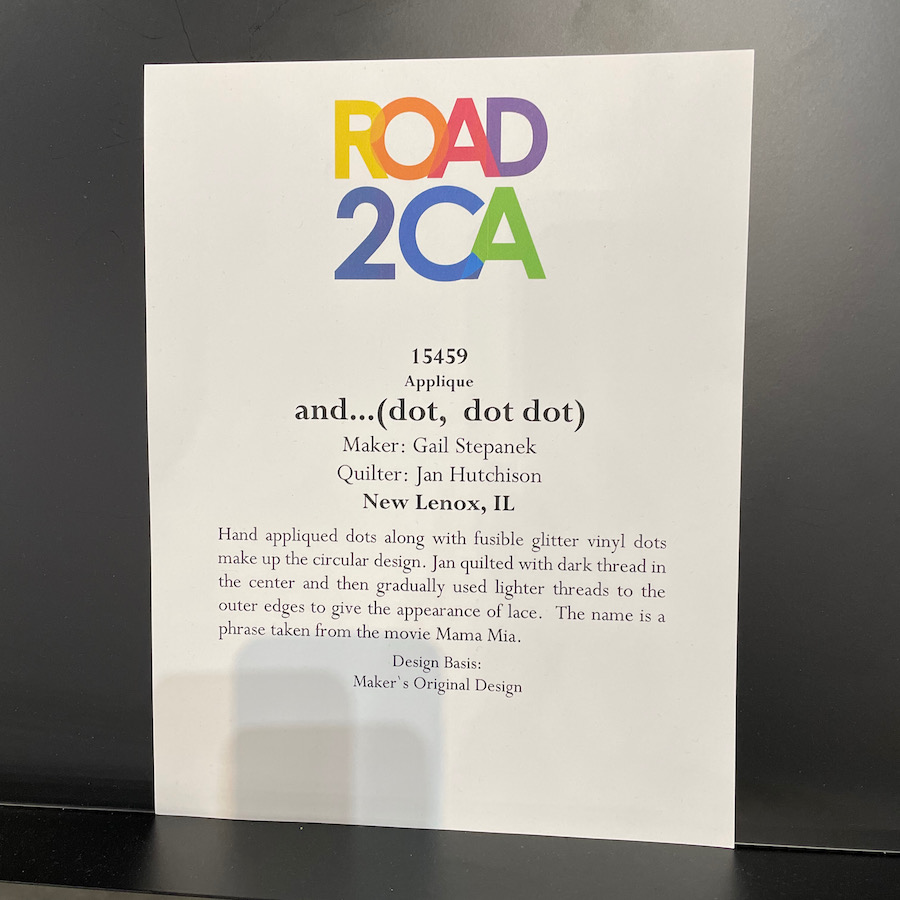 ROAD
2CA
15459
Applique
and...(dot, dot dot)
Maker: Gail Stepanek
Quilter: Jan Hutchison
New Lenox, IL
Hand appliqued dots along with fusible glitter vinyl dots
make up the circular design. Jan quilted with dark thread in
the center and then gradually used lighter threads to the
outer edges to give the appearance of lace. The name is a
phrase taken from the movie Mama Mia.
Design Basis:
Maker`s Original Design